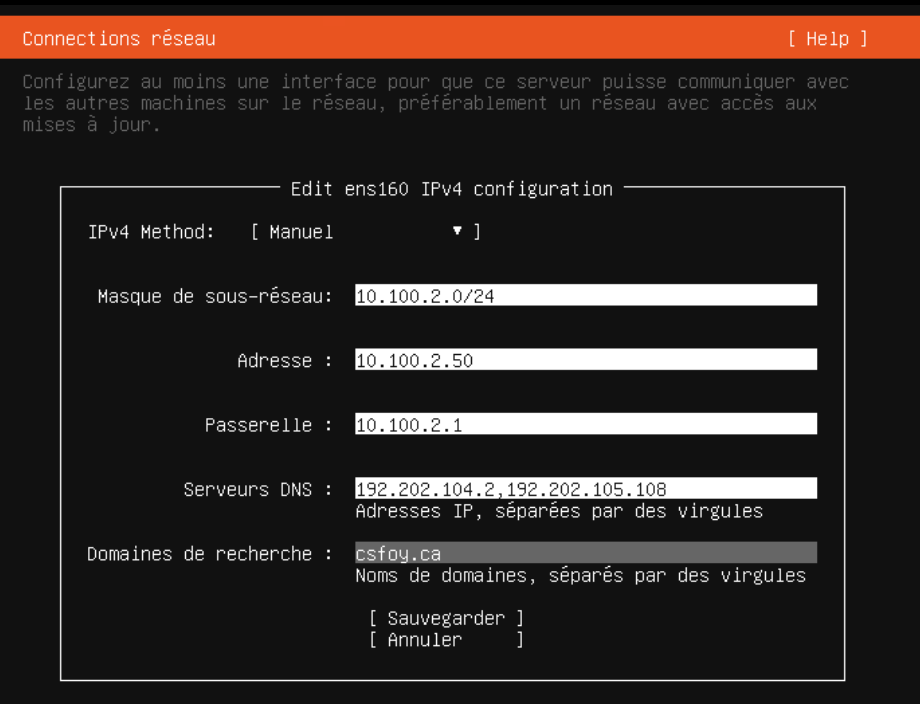 Connections réseau [ Help ]
Configurez au moins une interface pour que ce serveur puisse communiquer avec
les autres machines sur le réseau, préférablement un réseau avec accès aux
mises à jour.
Edit ens160 IPv4 configuration
IPv4 Method: [ Manuel ▾ ]
Masque de sous-réseau: 10.100.2.0/24
Adresse : 10.100.2.50
Passerelle : 10.100.2.1
Serveurs DNS : 192.202.104.2,192.202.105.108
Adresses IP, séparées par des virgules
Domaines de recherche : csfoy.ca
Noms de domaines, séparés par des virgules
[ Sauvegarder ]
[ Annuler ]